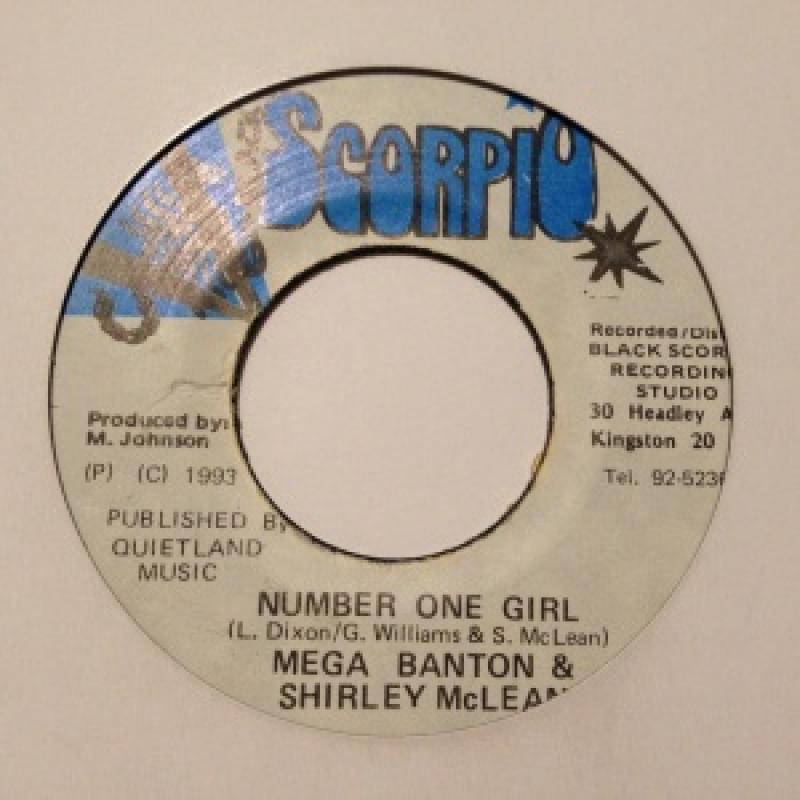 SCORPIO
Recorded/Dis
BLACK SCOR
RECORDIN
STUDIO
30 Headley A
Kingston 20
Tel. 92-5236
Produced by:
M. Johnson
(P) (C) 1993
PUBLISHED By
QUIETLAND
MUSIC
NUMBER ONE GIRL
(L. Dixon/G. Williams & S. McLean)
MEGA BANTON &
SHIRLEY McLEAN